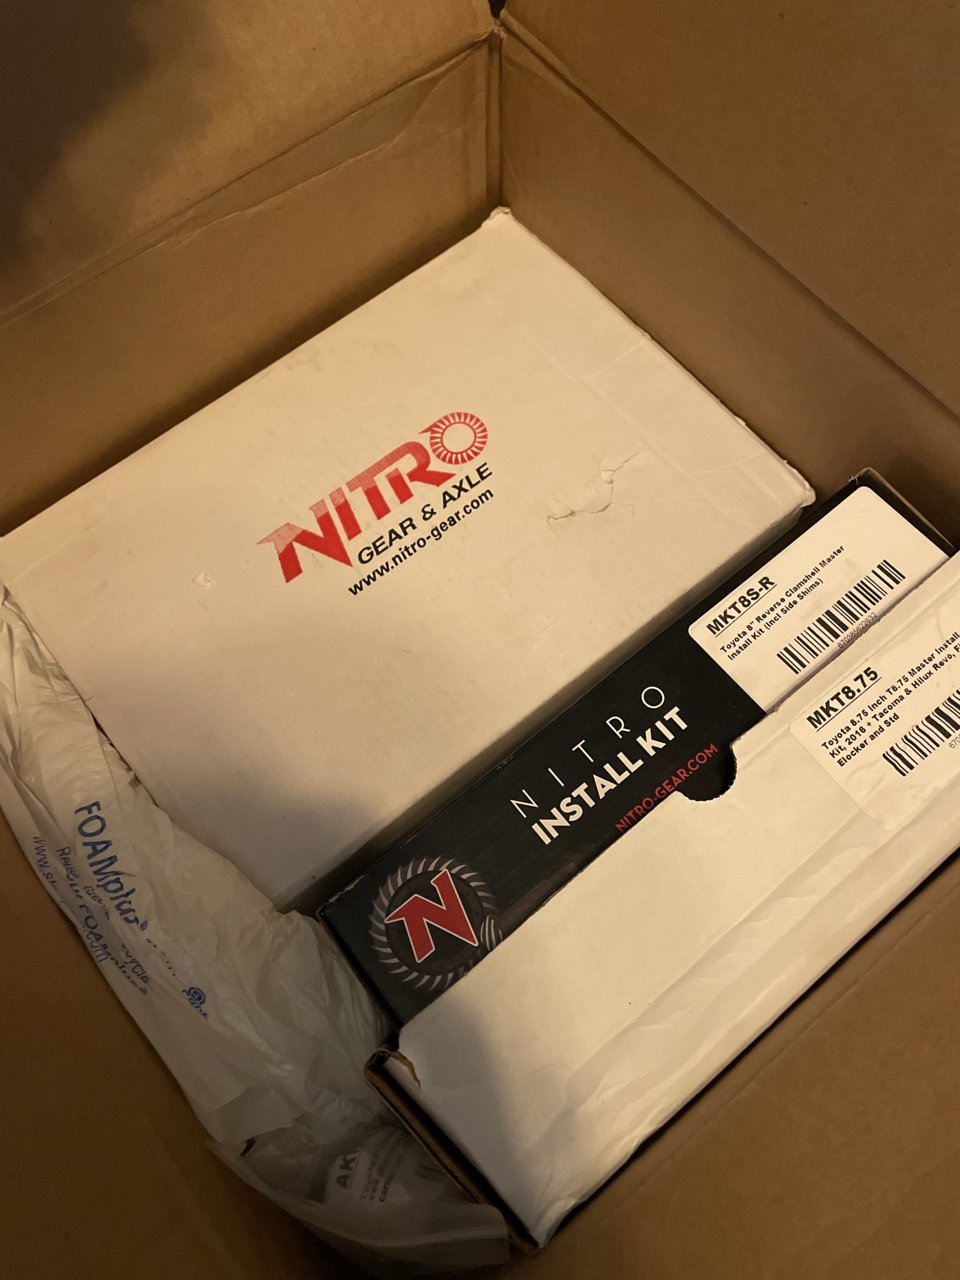 NITRO
GEAR & AXLE
www.nitro-gear.com
MKT8S-R
Toyota 8" Reverse Clamshell Master
Install Kit (Incl Side Shims)
MKT8.75
Toyota 8.75 Inch T8.75 Master Install
Kit, 2016 + Tacoma & Hilux Revo, 
Elocker and Std
NITRO
INSTALL KIT
NITRO-GEAR.COM
N
FOAMplus®
AK